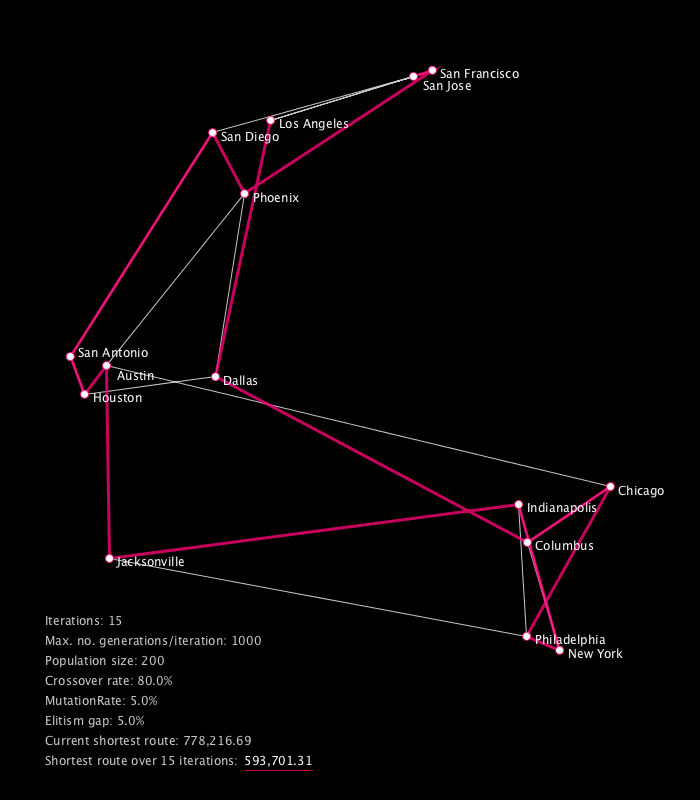 San Francisco
San Jose
Los Angeles
San Diego
Phoenix
San Antonio
Austin
Dallas
Houston
Chicago
Indianapolis
Columbus
Jacksonville
Philadelphia
New York
Iterations: 15
Max. no. generations/iteration: 1000
Population size: 200
Crossover rate: 80.0%
MutationRate: 5.0%
Elitism gap: 5.0%
Current shortest route: 778,216.69
Shortest route over 15 iterations: 593,701.31